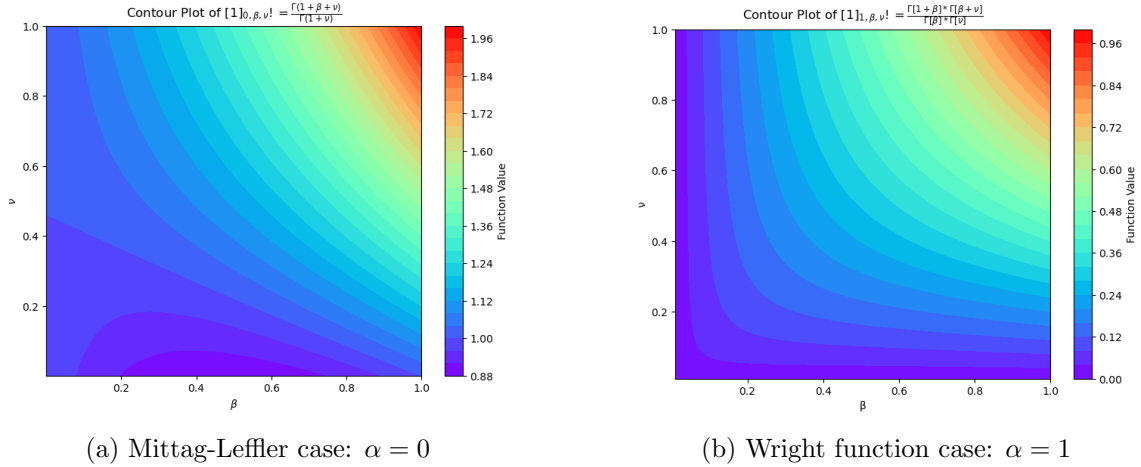 Contour Plot of [1]₀,β,ν! = Γ(1+β+ν)/Γ(1+ν)
1.0
0.8
0.6
0.4
0.2
ν
0.2 0.4 0.6 0.8 1.0
β
1.96
1.84
1.72
1.60
1.48
1.36
1.24
1.12
1.00
0.88
Function Value
(a) Mittag-Leffler case: α = 0
Contour Plot of [1]₁,β,ν! = Γ[1+β]*Γ[β+ν]/Γ[β]*Γ[ν]
1.0
0.8
0.6
0.4
0.2
ν
0.2 0.4 0.6 0.8 1.0
β
0.96
0.84
0.72
0.60
0.48
0.36
0.24
0.12
0.00
Function Value
(b) Wright function case: α = 1